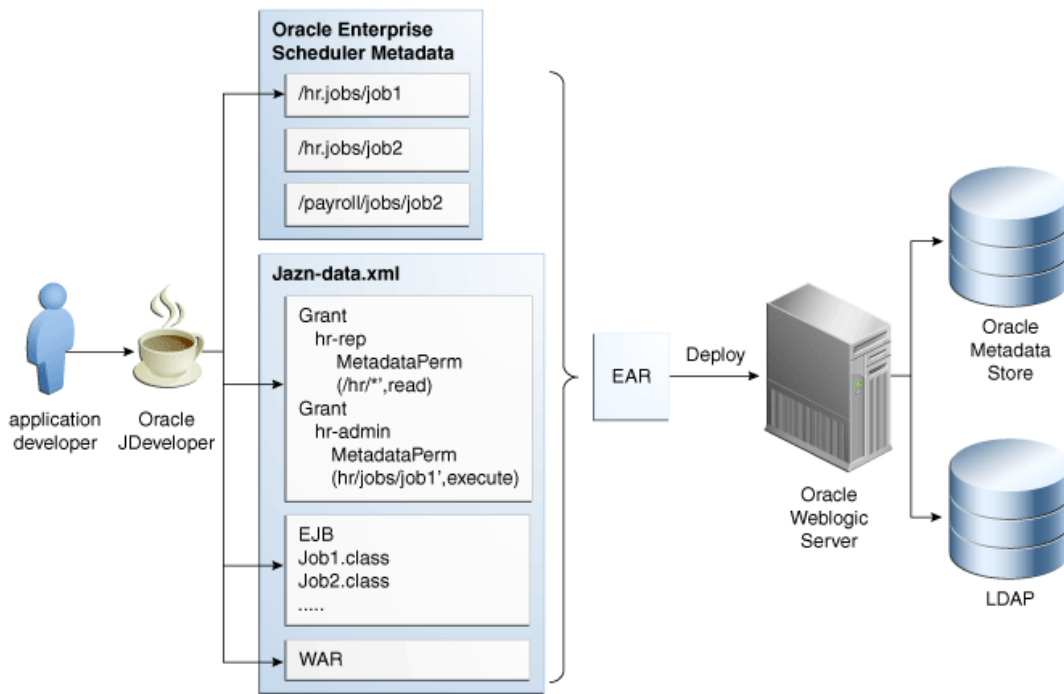 Oracle Enterprise
Scheduler Metadata
/hr.jobs/job1
/hr.jobs/job2
/payroll/jobs/job2
Jazn-data.xml
Grant
hr-rep
MetadataPerm
(/hr/*’,read)
Grant
hr-admin
MetadataPerm
(hr/jobs/job1’,execute)
EJB
Job1.class
Job2.class
.....
WAR
application
developer
Oracle
JDeveloper
EAR
Deploy
Oracle
Weblogic
Server
Oracle
Metadata
Store
LDAP